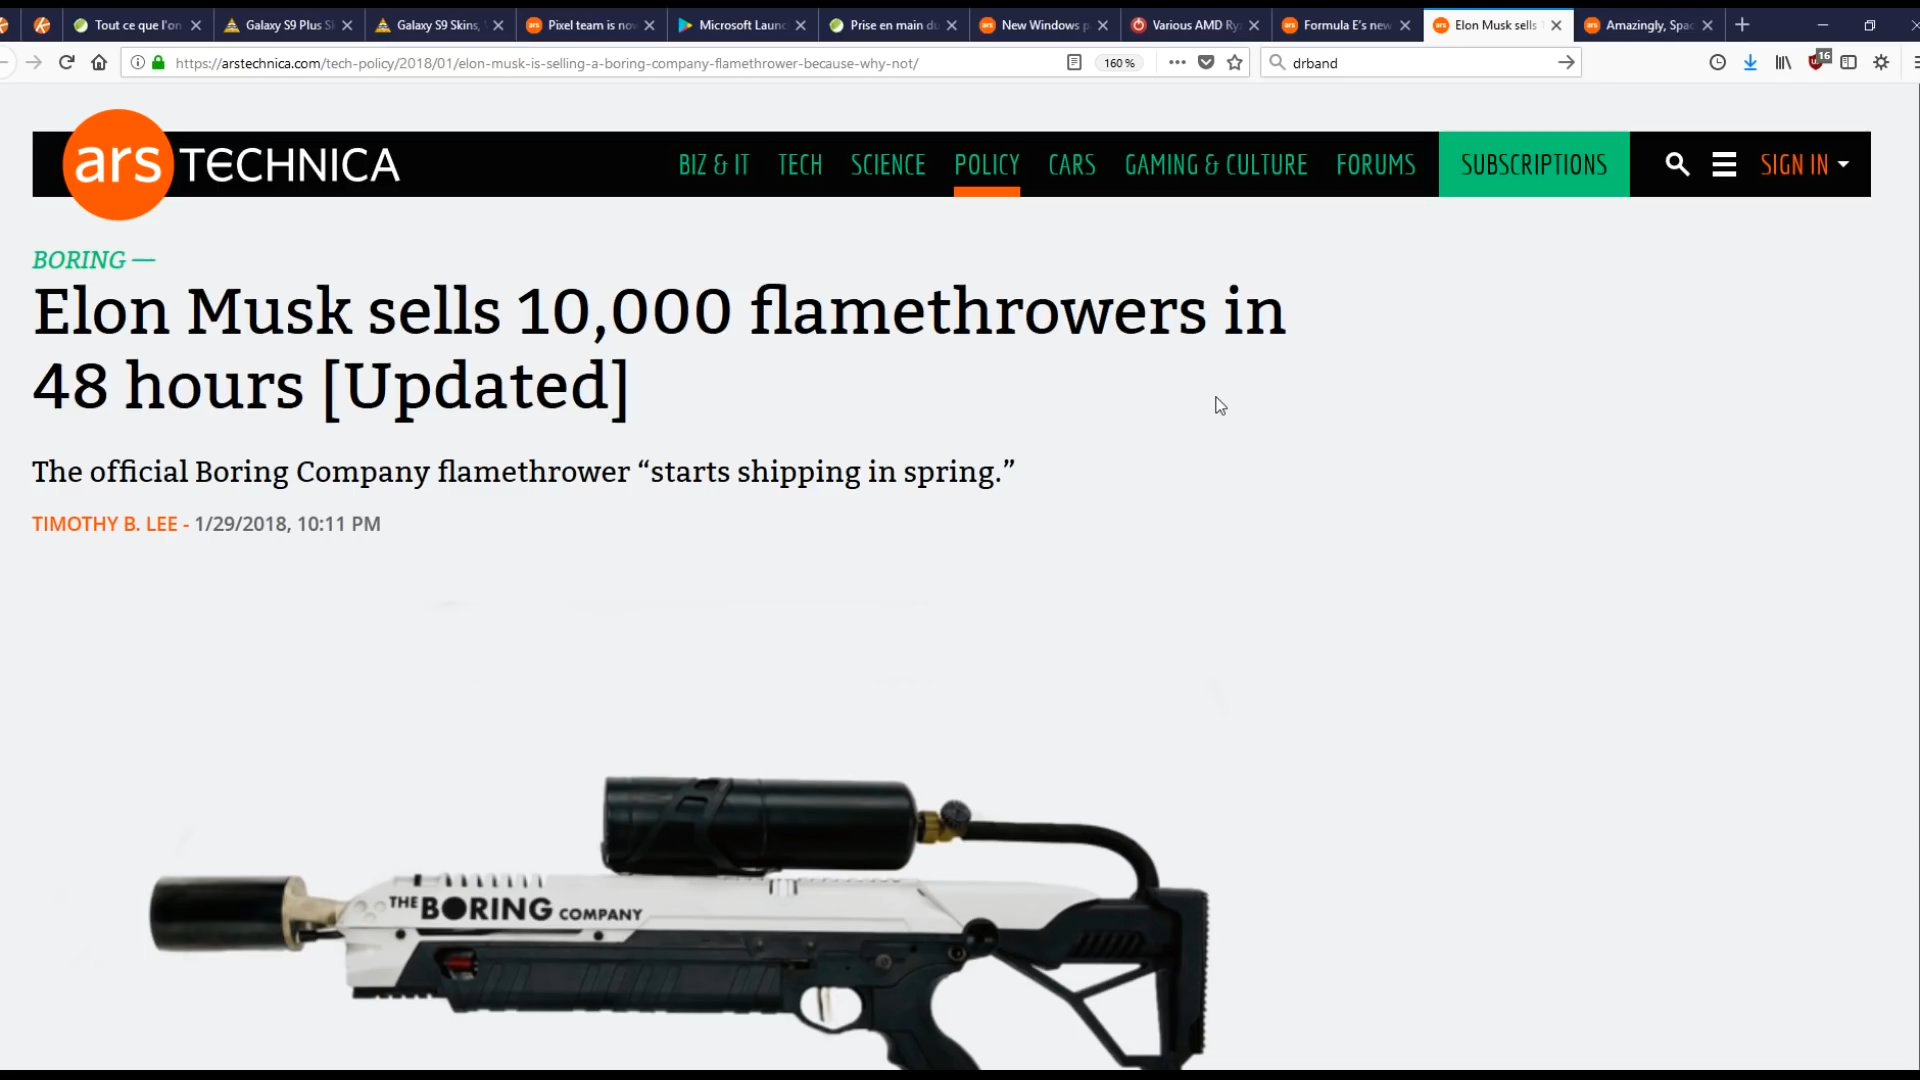 Tout ce que l'on
Galaxy S9 Plus S
Galaxy S9 Skins,
Pixel team is no
Microsoft Laun
Prise en main du
New Windows p
Various AMD Ry
Formula E's new
Elon Musk sells 1
Amazingly, Spac
https://arstechnica.com/tech-policy/2018/01/elon-musk-is-selling-a-boring-company-flamethrower-because-why-not/
160 %
drband
16
ars TECHNICA
BIZ & IT TECH SCIENCE POLICY CARS GAMING & CULTURE FORUMS SUBSCRIPTIONS SIGN IN
BORING —
Elon Musk sells 10,000 flamethrowers in
48 hours [Updated]
The official Boring Company flamethrower “starts shipping in spring.”
TIMOTHY B. LEE - 1/29/2018, 10:11 PM
THE BORING COMPANY